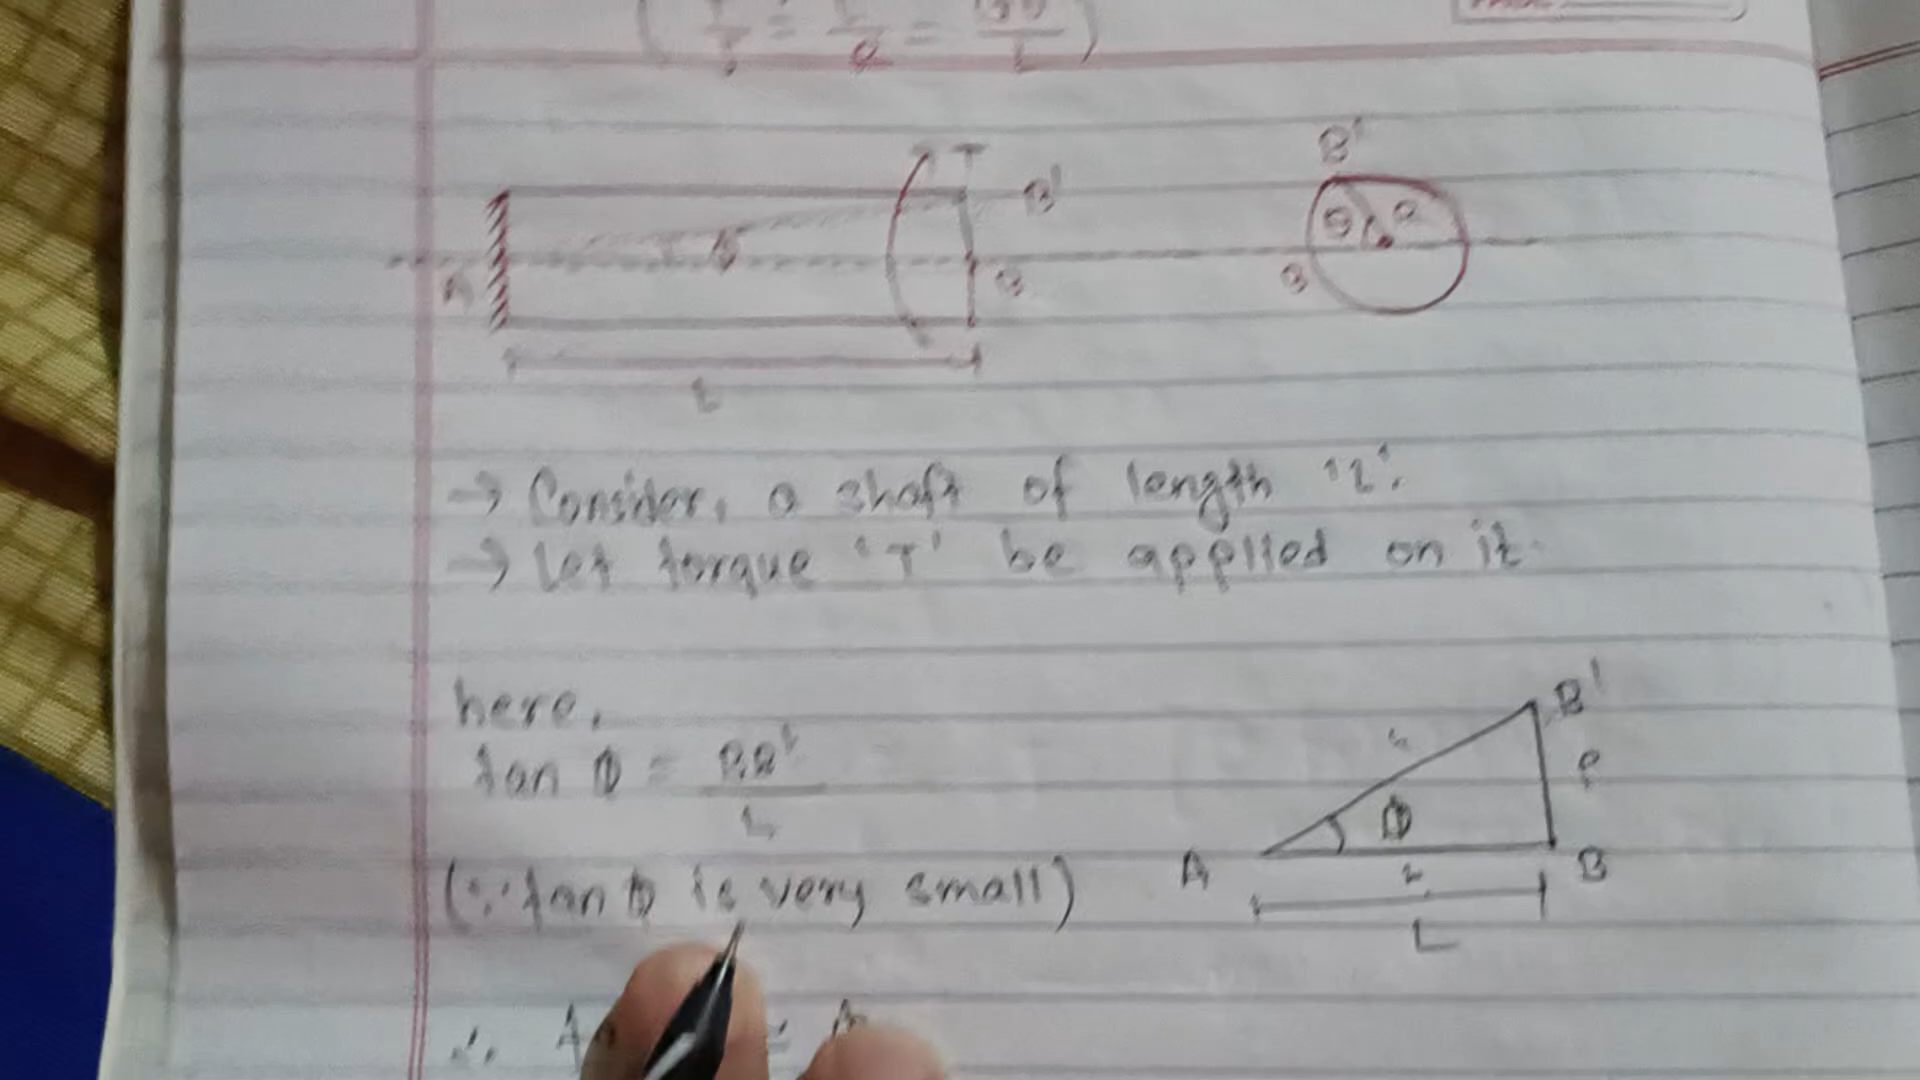 T
B'
B'
θ R
A
B
B
L
→ Consider, a shaft of length 'L'.
→ Let torque 'T' be applied on it.
here,
B'
tan ϕ = BB'
L
ϕ
A
B
L
(∵ tan ϕ is very small)
L
∴